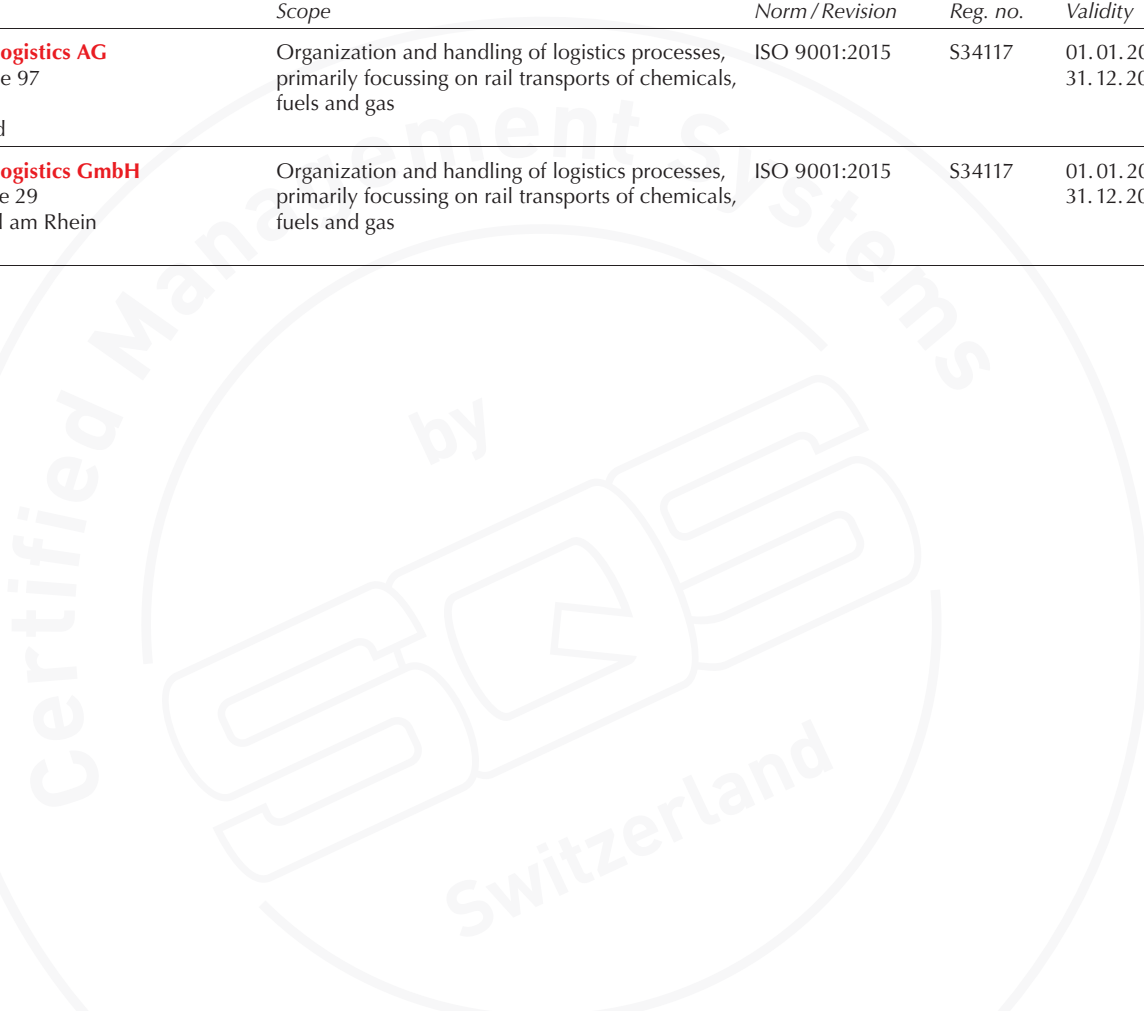 Scope Norm / Revision Reg. no. Validity
ogistics AG Organization and handling of logistics processes, ISO 9001:2015 S34117 01.01.20
e 97 primarily focussing on rail transports of chemicals, 31.12.20
fuels and gas
d
ogistics GmbH Organization and handling of logistics processes, ISO 9001:2015 S34117 01.01.20
e 29 primarily focussing on rail transports of chemicals, 31.12.20
l am Rhein fuels and gas
Certified Management Systems
by
SQS
Switzerland